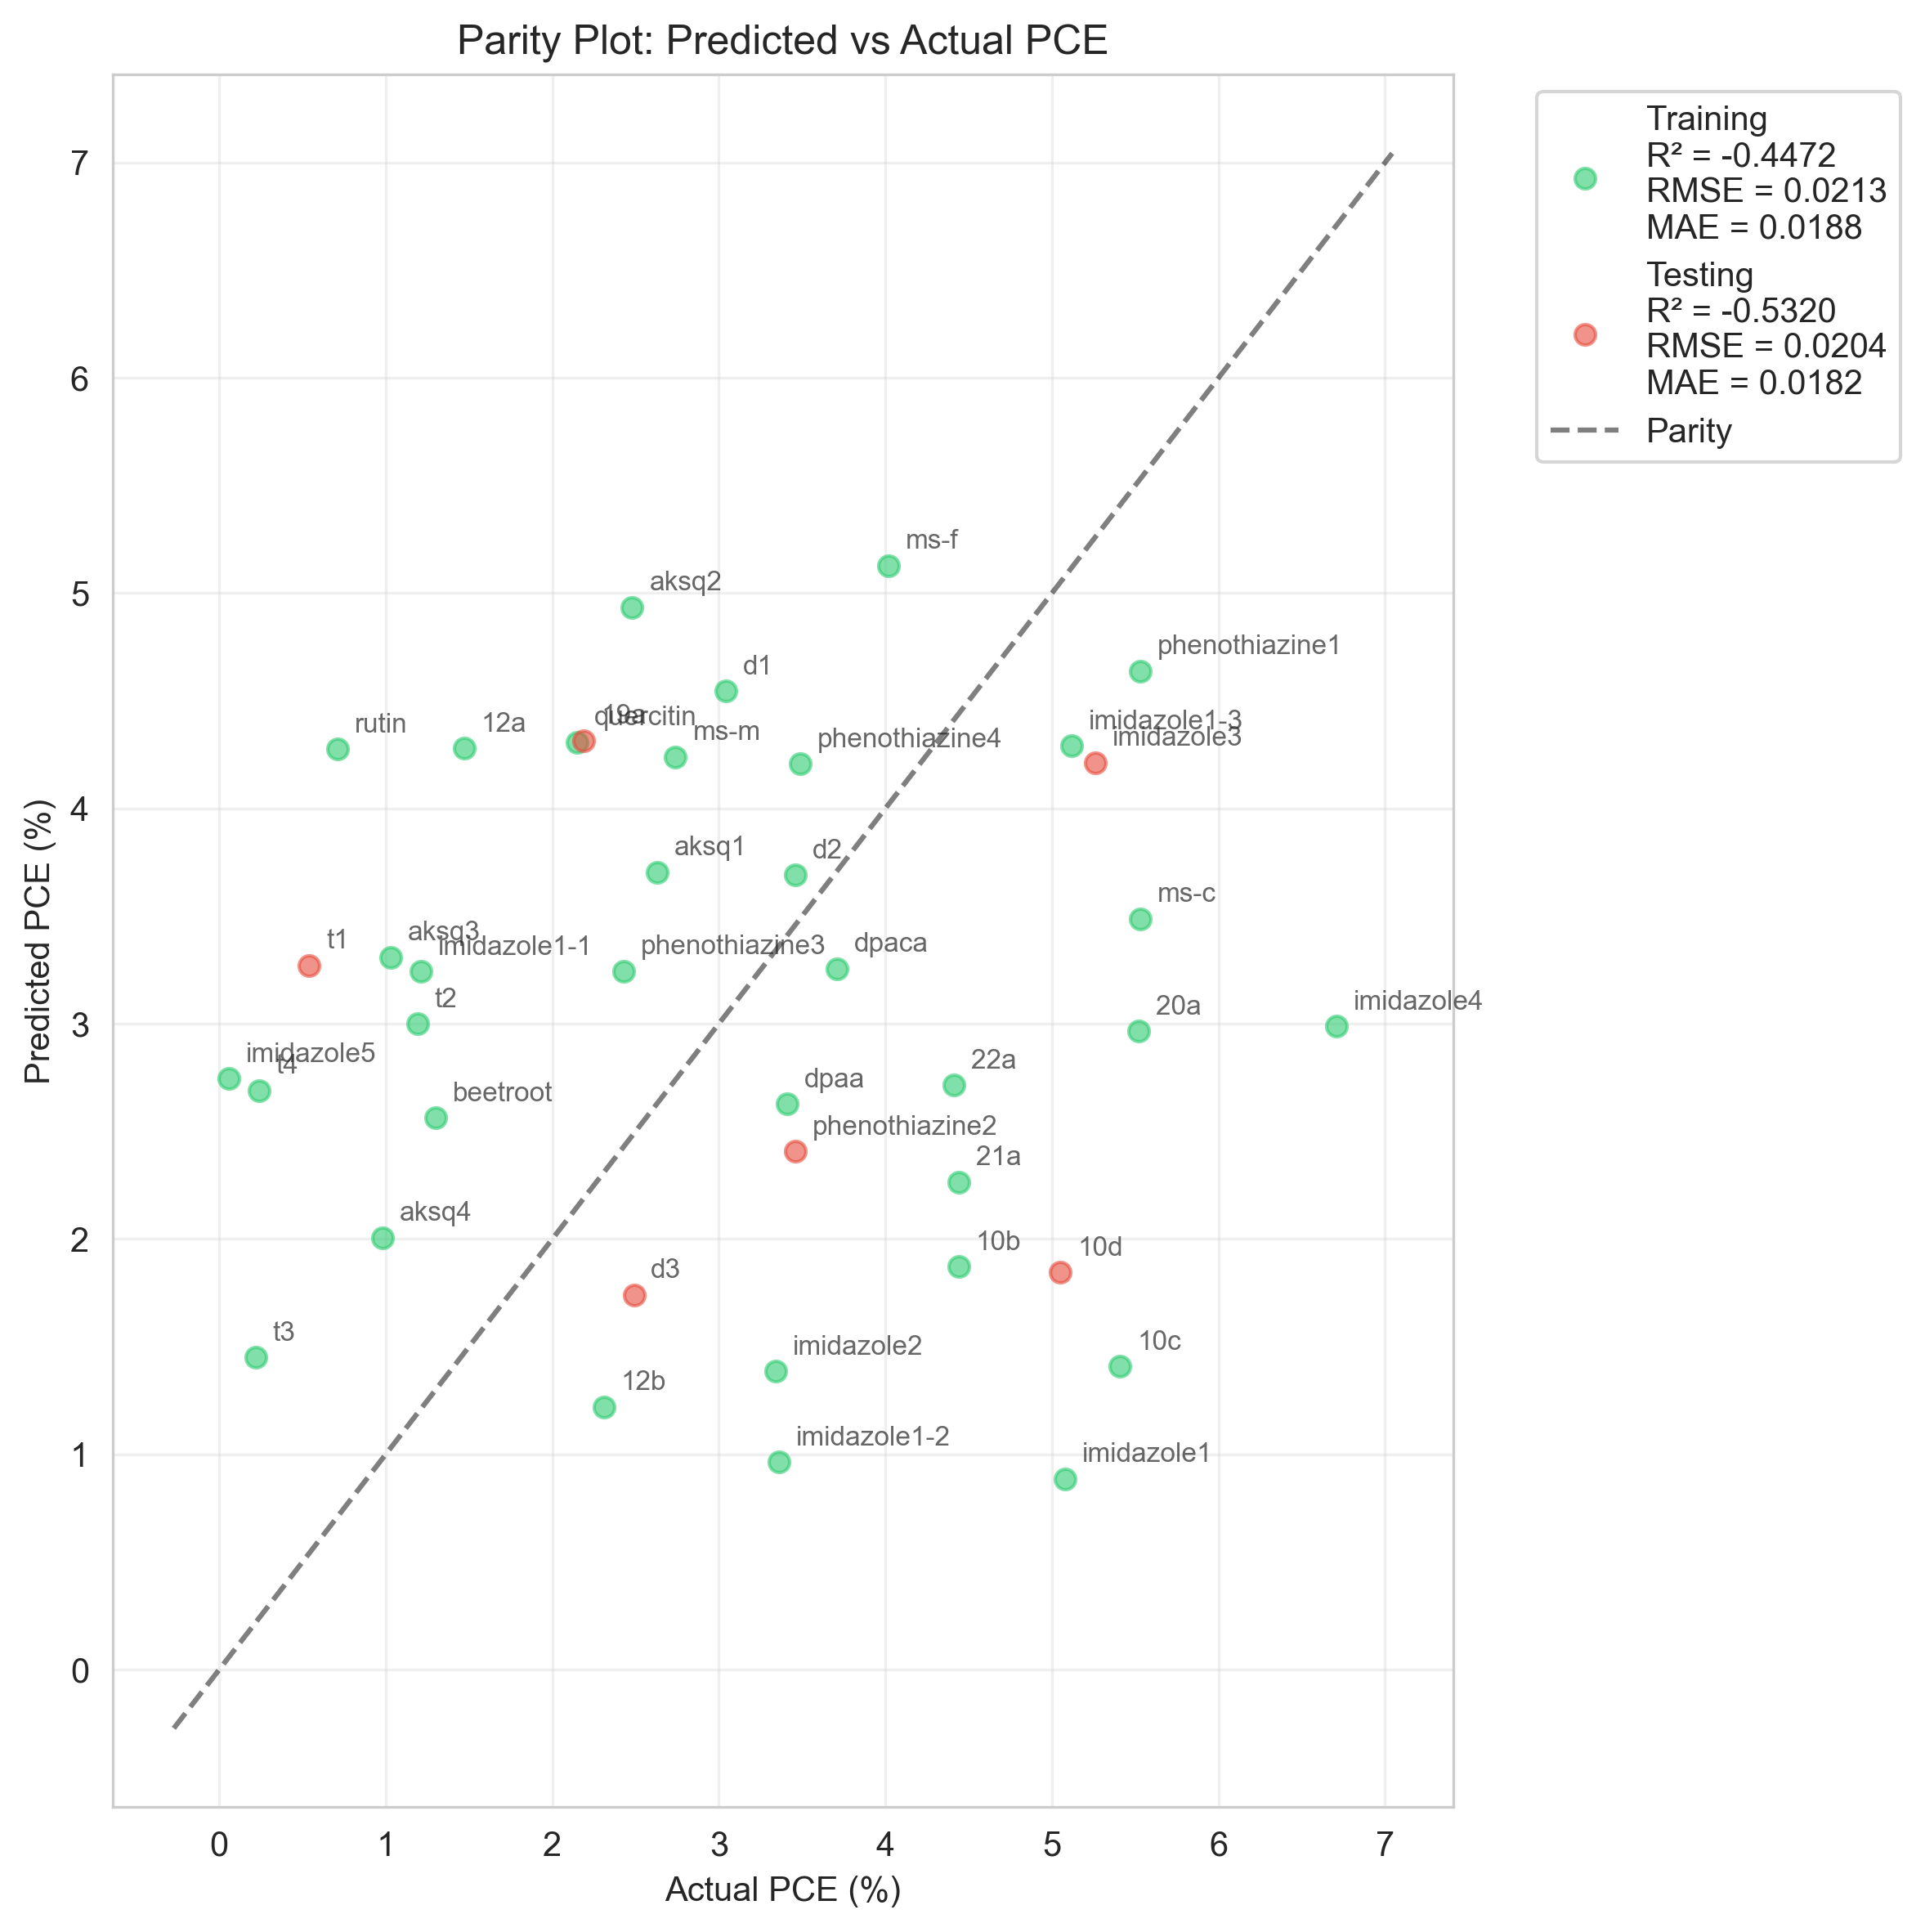 Parity Plot: Predicted vs Actual PCE
Training
R² = -0.4472
RMSE = 0.0213
MAE = 0.0188
Testing
R² = -0.5320
RMSE = 0.0204
MAE = 0.0182
Parity
Predicted PCE (%)
7
6
5
4
3
2
1
0
ms-f
aksq2
phenothiazine1
d1
imidazole1-3
quercitin
19a
rutin
12a
ms-m
phenothiazine4
imidazole3
aksq1
d2
ms-c
t1
aksq3
imidazole1-1
phenothiazine3
dpaca
t2
20a
imidazole4
imidazole5
t4
22a
beetroot
dpaa
phenothiazine2
21a
aksq4
10b
10d
d3
t3
imidazole2
10c
12b
imidazole1-2
imidazole1
0 1 2 3 4 5 6 7
Actual PCE (%)